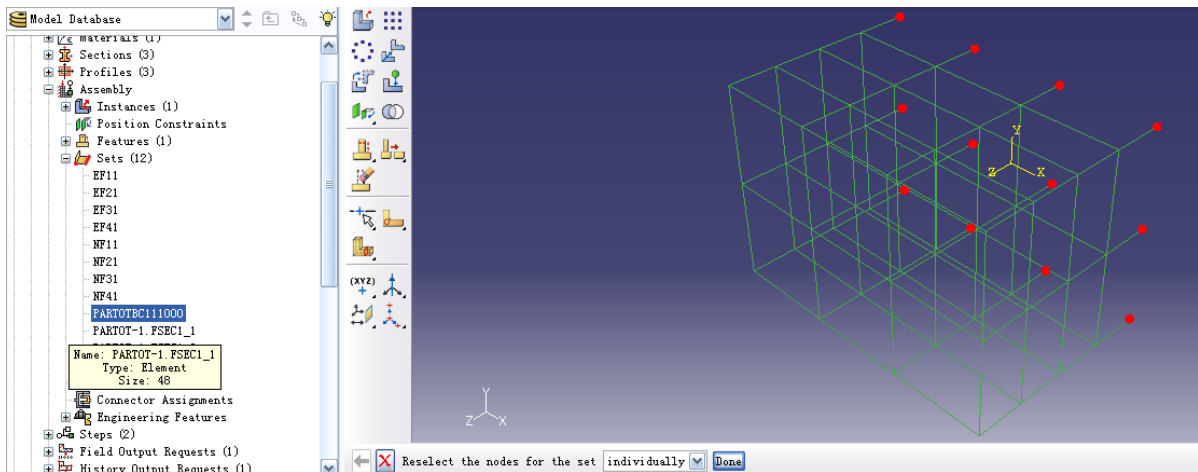 Model Database
Materials (1)
Sections (3)
Profiles (3)
Assembly
Instances (1)
Position Constraints
Features (1)
Sets (12)
EF11
EF21
EF31
EF41
NF11
NF21
NF31
NF41
PARTOTBC111000
PARTOT-1.FSEC1_1
Name: PARTOT-1.FSEC1_1
Type: Element
Size: 48
Connector Assignments
Engineering Features
Steps (2)
Field Output Requests (1)
History Output Requests (1)
(XYZ)
Y
Z X
Y
Z X
Reselect the nodes for the set individually Done